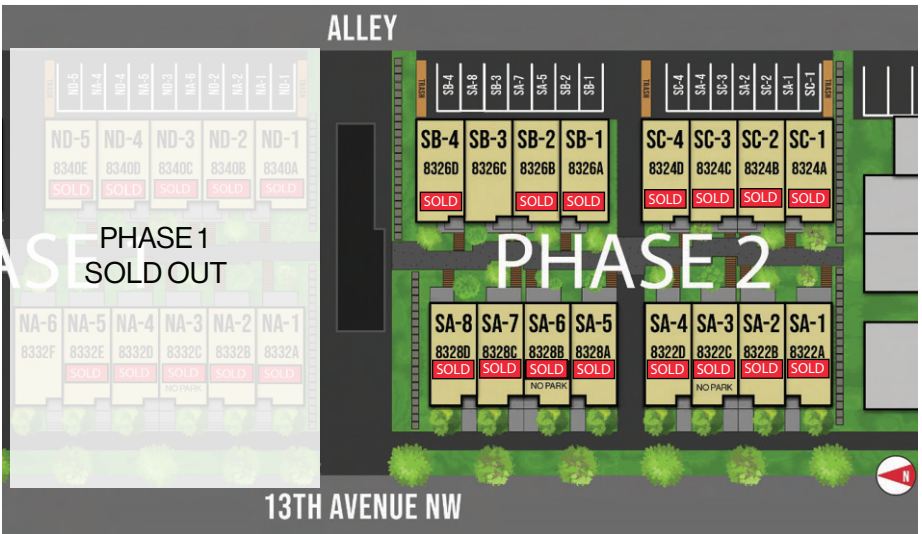 ALLEY
TRASH
ND-5
NA-4
ND-4
NA-5
ND-3
NA-6
ND-2
NA-2
NA-1
ND-1
TRASH
TRASH
SB-4
SA-8
SB-3
SA-7
SA-5
SB-2
SB-1
TRASH
SC-4
SA-4
SC-3
SA-2
SC-2
SA-1
SC-1
TRASH
ND-5 ND-4 ND-3 ND-2 ND-1
8340E 8340D 8340C 8340B 8340A
SOLD SOLD SOLD SOLD SOLD
SB-4 SB-3 SB-2 SB-1
8326D 8326C 8326B 8326A
SOLD SOLD SOLD
SC-4 SC-3 SC-2 SC-1
8324D 8324C 8324B 8324A
SOLD SOLD SOLD SOLD
PHASE 1
SOLD OUT
ASE 1
PHASE 2
NA-6 NA-5 NA-4 NA-3 NA-2 NA-1
8332F 8332E 8332D 8332C 8332B 8332A
SOLD SOLD SOLD SOLD SOLD
NO PARK
SA-8 SA-7 SA-6 SA-5
8328D 8328C 8328B 8328A
SOLD SOLD SOLD SOLD
NO PARK
SA-4 SA-3 SA-2 SA-1
8322D 8322C 8322B 8322A
SOLD SOLD SOLD SOLD
NO PARK
N
13TH AVENUE NW